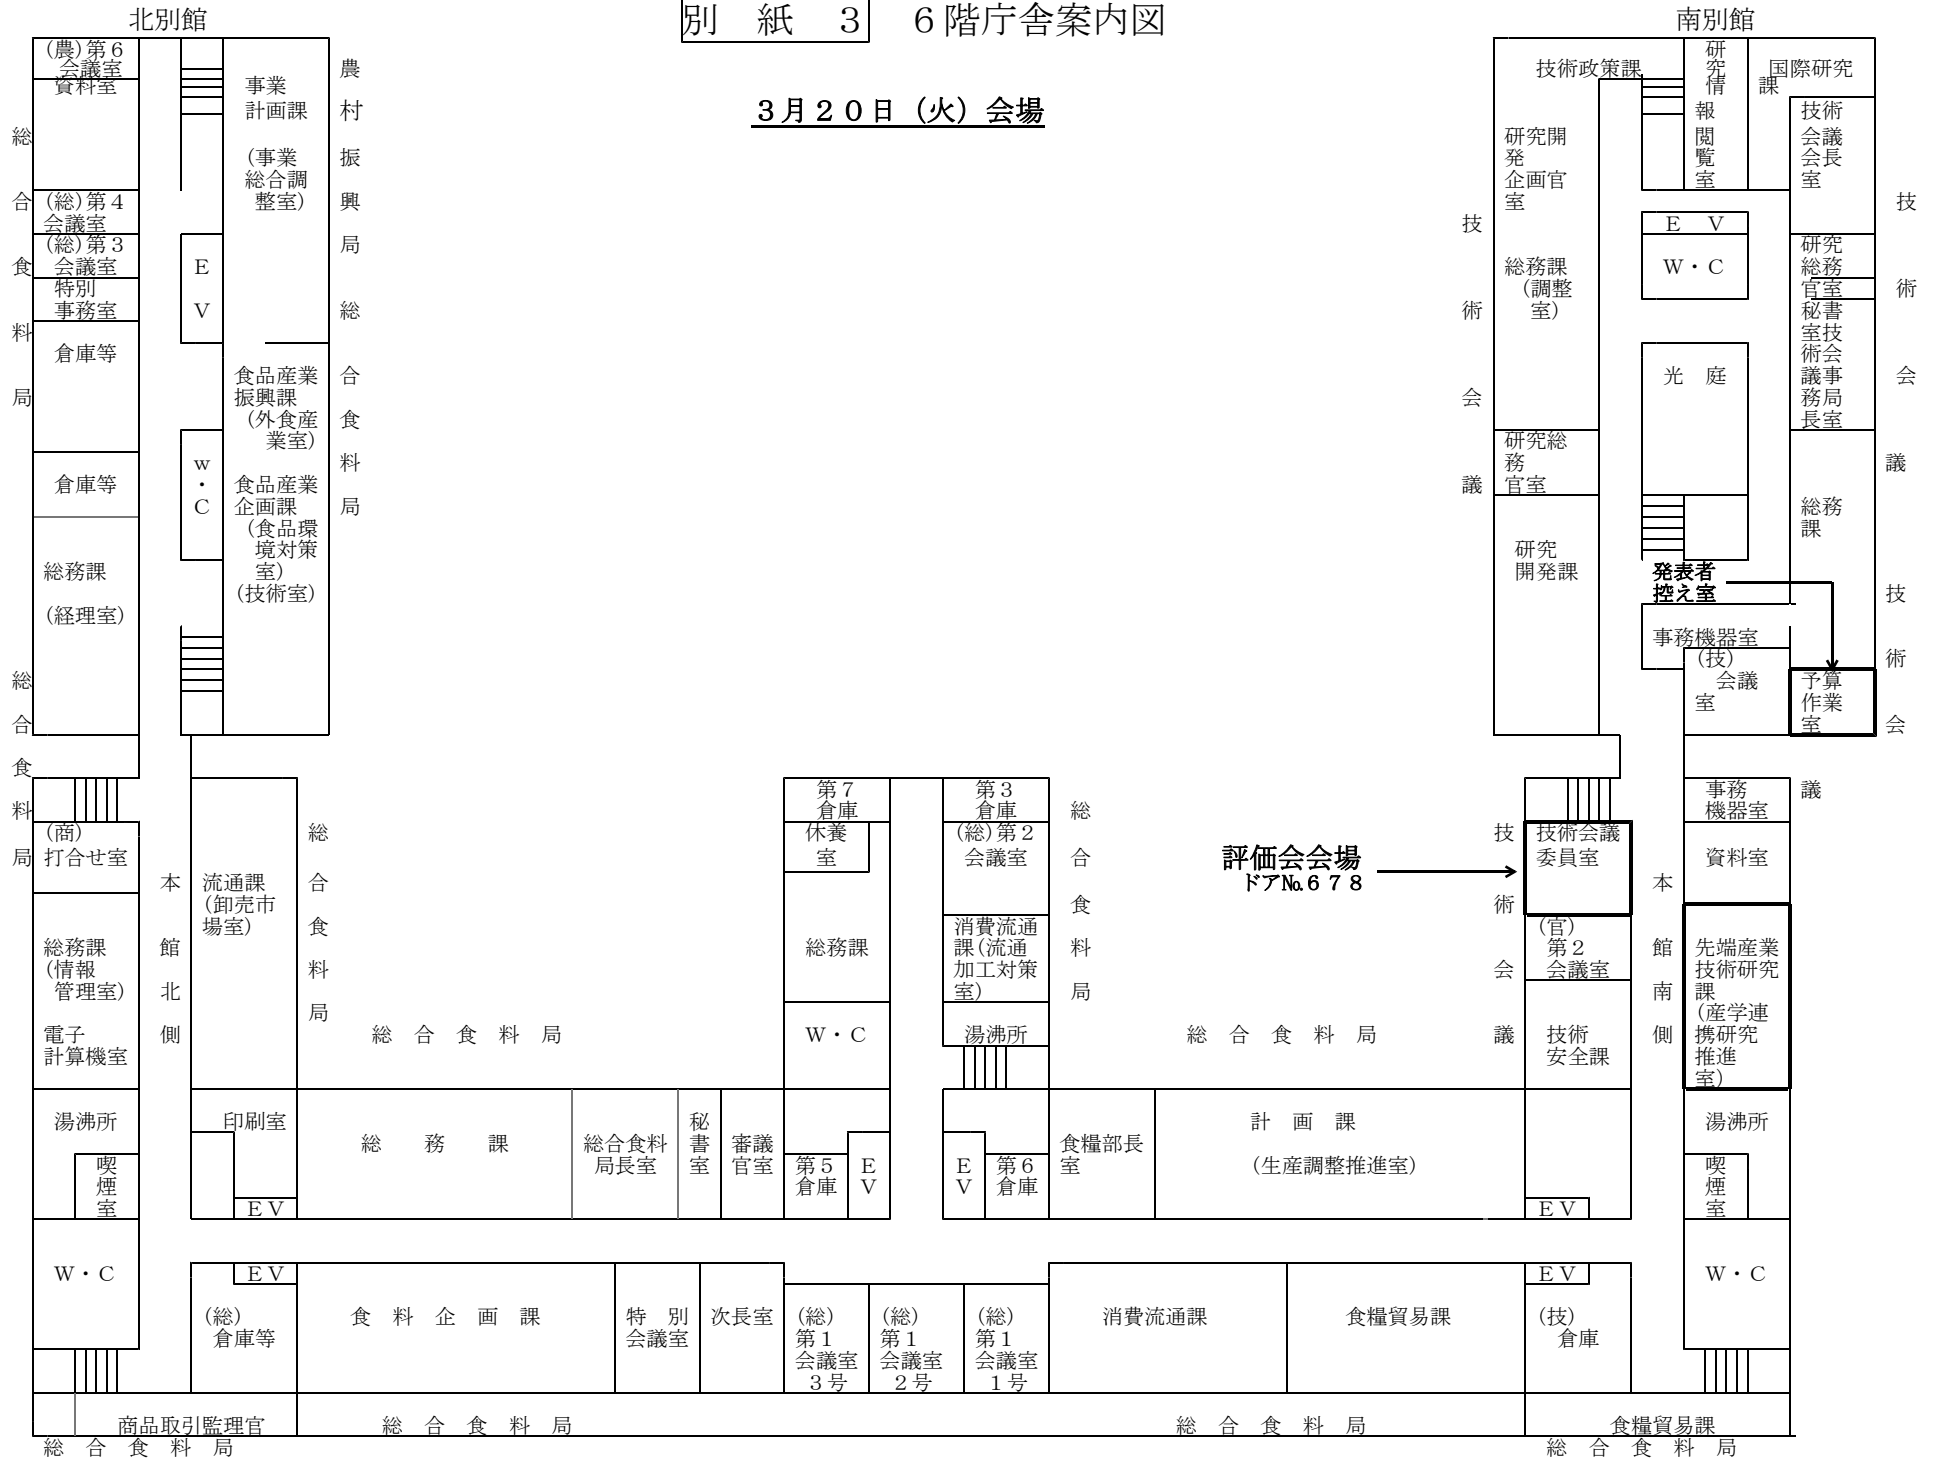 北別館
別　紙　３　６階庁舎案内図
南別館
３月２０日（火）会場
(農)第６
会議室
資料室
総合食料局
(総)第４
会議室
(総)第３
会議室
特別
事務室
倉庫等
倉庫等
総務課
(経理室)
総合食料局
ＥＶ
ｗ・Ｃ
事業
計画課
(事業
総合調
整室)
食品産業
振興課
(外食産
業室)
食品産業
企画課
(食品環
境対策
室)
(技術室)
農村振興局
総合食料局
技術政策課
研究情報閲覧室
国際研究
課
研究開
発
企画官
室
総務課
(調整
室)
研究総
務
官室
研究
開発課
技術会議
技術
会議
会長
室
ＥＶ
Ｗ・Ｃ
研究
総務
官室
秘書
室技
術会
議事
務局
長室
光　庭
総務
課
技術会議
発表者
控え室
事務機器室
(技)
会議
室
予算
作業
室
技術会議
(商)
打合せ室
総務課
(情報
管理室)
電子
計算機室
本館北側
流通課
(卸売市
場室)
総合食料局
第７
倉庫
休養
室
総務課
Ｗ・Ｃ
第３
倉庫
(総)第２
会議室
消費流通
課(流通
加工対策
室)
湯沸所
総合食料局
評価会会場
ドア№６７８
技術会議
技術会議
委員室
(官)
第２
会議室
技術
安全課
本館南側
事務
機器室
資料室
先端産業
技術研究
課
(産学連
携研究
推進
室)
総　合　食　料　局
総　合　食　料　局
湯沸所
喫煙室
Ｗ・Ｃ
印刷室
ＥＶ
総　務　課
総合食料
局長室
秘書室
審議
官室
第５
倉庫
ＥＶ
ＥＶ
第６
倉庫
食糧部長
室
計　画　課
(生産調整推進室)
ＥＶ
湯沸所
喫煙室
Ｗ・Ｃ
ＥＶ
(総)
倉庫等
食　料　企　画　課
特　別
会議室
次長室
(総)
第１
会議室
３号
(総)
第１
会議室
２号
(総)
第１
会議室
１号
消費流通課
食糧貿易課
ＥＶ
(技)
倉庫
商品取引監理官
総　合　食　料　局
総　合　食　料　局
食糧貿易課
総　合　食　料　局
総　合　食　料　局